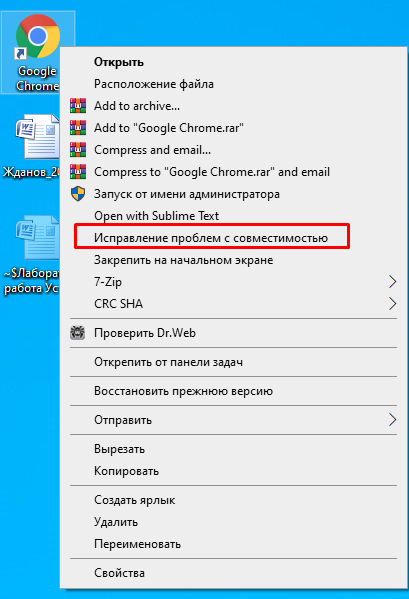 Google
Chrome
Жданов_20
~$Лаборат
работа Уст
Открыть
Расположение файла
Add to archive...
Add to "Google Chrome.rar"
Compress and email...
Compress to "Google Chrome.rar" and email
Запуск от имени администратора
Open with Sublime Text
Исправление проблем с совместимостью
Закрепить на начальном экране
7-Zip
CRC SHA
Проверить Dr.Web
Открепить от панели задач
Восстановить прежнюю версию
Отправить
Вырезать
Копировать
Создать ярлык
Удалить
Переименовать
Свойства